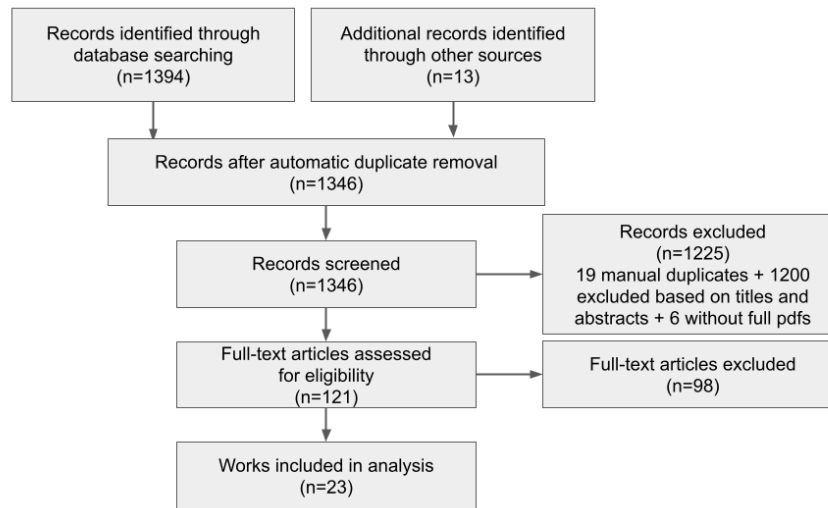 Records identified through
database searching
(n=1394)
Additional records identified
through other sources
(n=13)
Records after automatic duplicate removal
(n=1346)
Records screened
(n=1346)
Records excluded
(n=1225)
19 manual duplicates + 1200
excluded based on titles and
abstracts + 6 without full pdfs
Full-text articles assessed
for eligibility
(n=121)
Full-text articles excluded
(n=98)
Works included in analysis
(n=23)